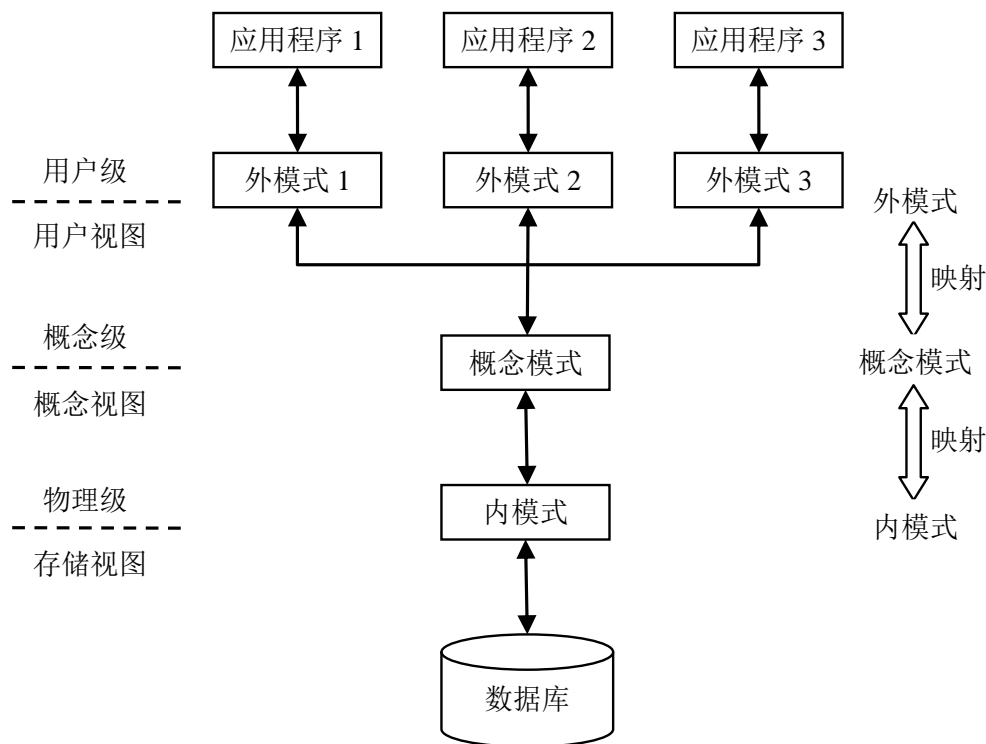 应用程序 1
应用程序 2
应用程序 3
用户级
外模式 1
外模式 2
外模式 3
外模式
用户视图
映射
概念级
概念模式
概念模式
概念视图
映射
物理级
内模式
内模式
存储视图
数据库